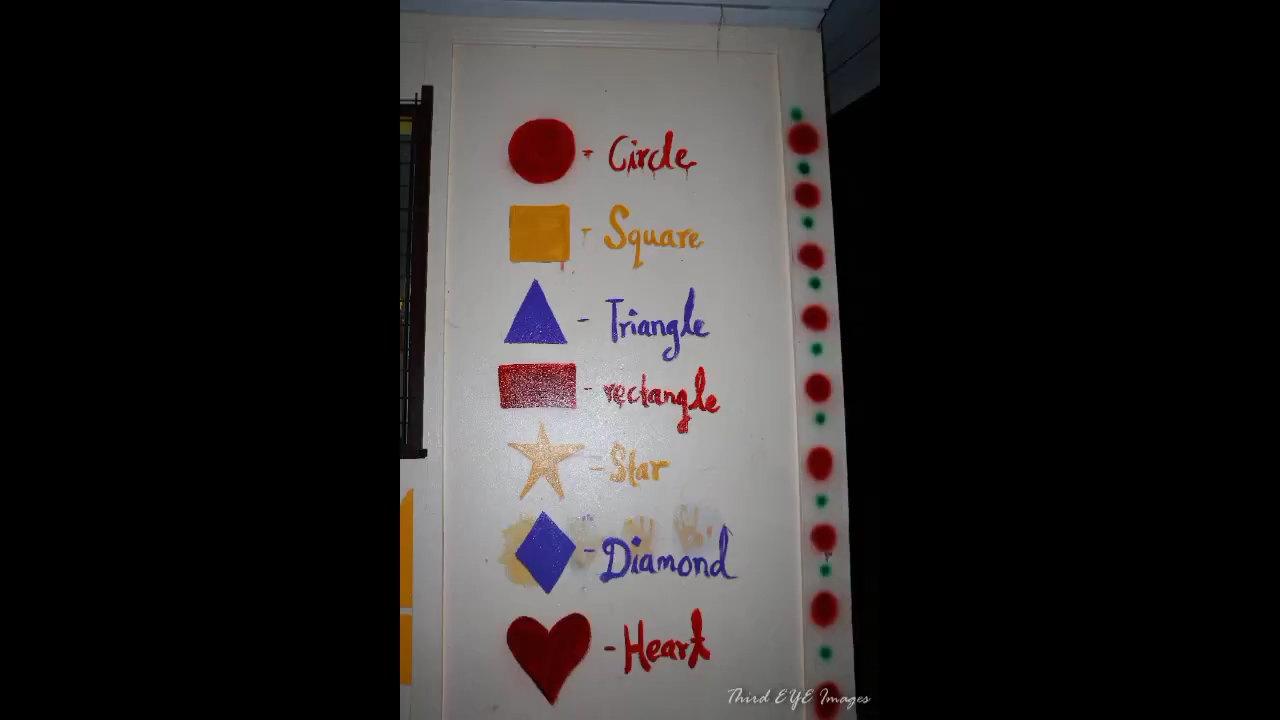 - Circle
- Square
- Triangle
- rectangle
- Star
- Diamond
- Heart
Third EYE Images